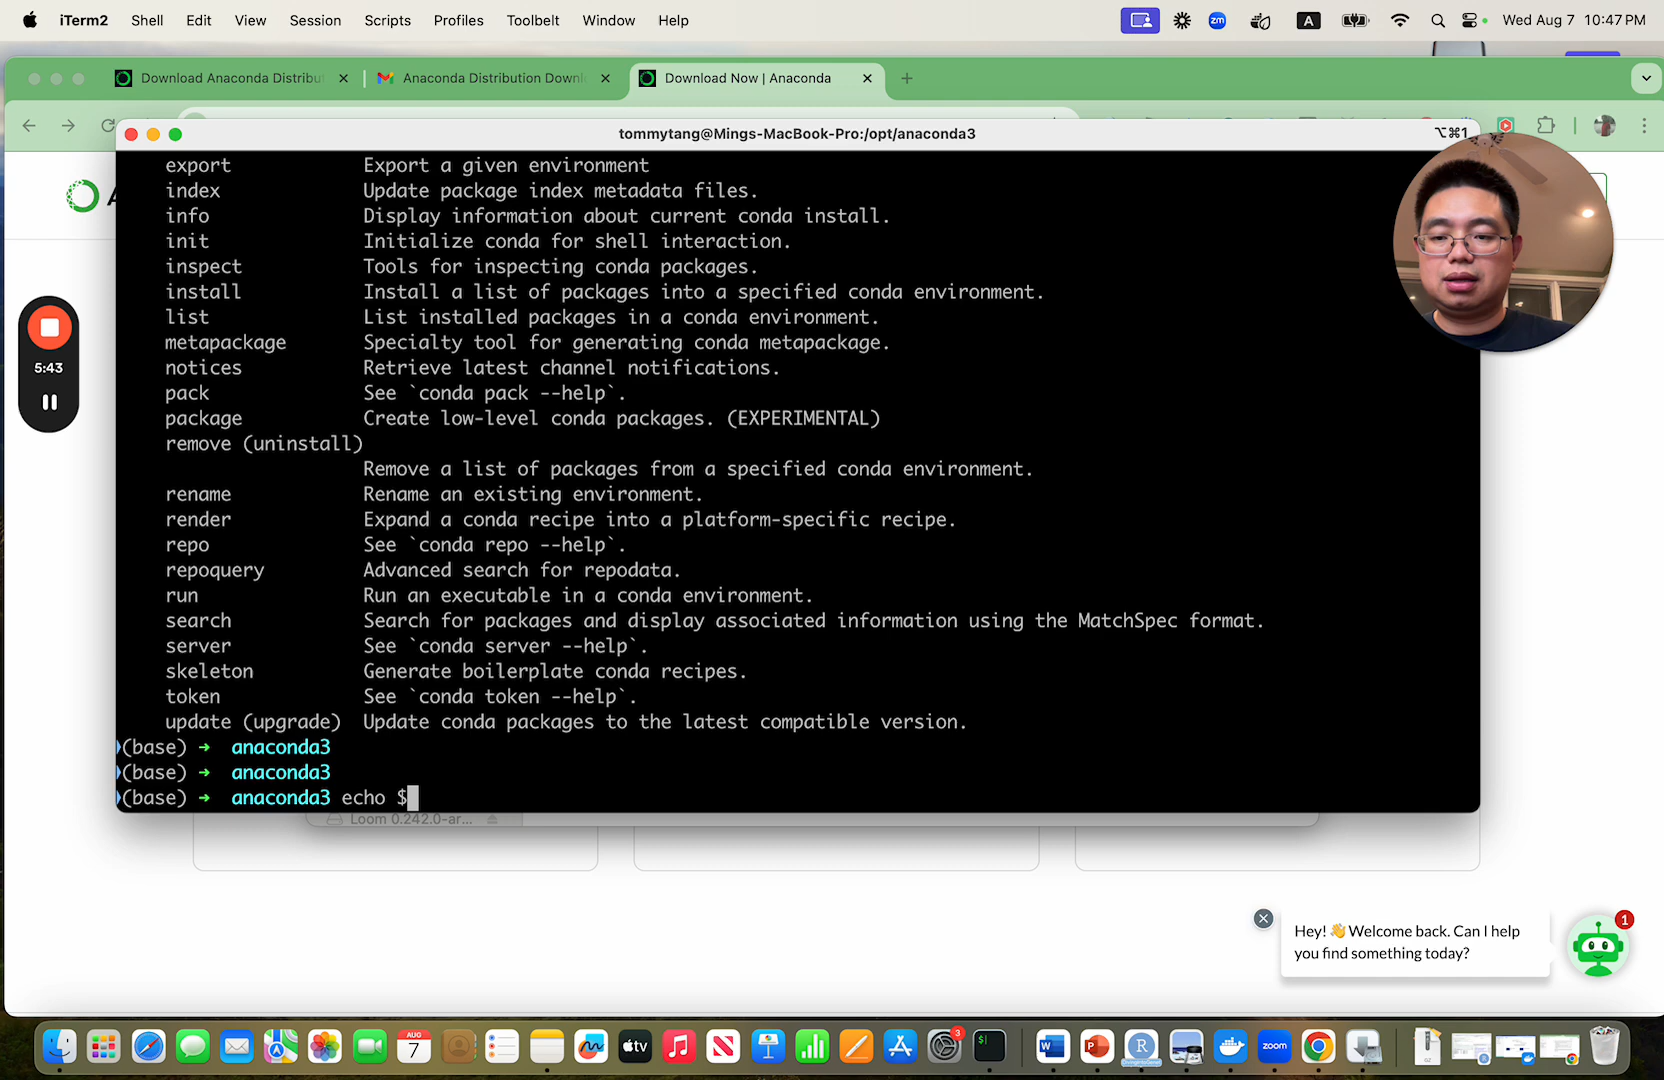 iTerm2 Shell Edit View Session Scripts Profiles Toolbelt Window Help zm A Wed Aug 7 10:47 PM
Download Anaconda Distribut Anaconda Distribution Downl Download Now | Anaconda
tommytang@Mings-MacBook-Pro:/opt/anaconda3 ⌥⌘1
export Export a given environment
index Update package index metadata files.
info Display information about current conda install.
init Initialize conda for shell interaction.
inspect Tools for inspecting conda packages.
install Install a list of packages into a specified conda environment.
list List installed packages in a conda environment.
metapackage Specialty tool for generating conda metapackage.
notices Retrieve latest channel notifications.
pack See `conda pack --help`.
package Create low-level conda packages. (EXPERIMENTAL)
remove (uninstall)
Remove a list of packages from a specified conda environment.
rename Rename an existing environment.
render Expand a conda recipe into a platform-specific recipe.
repo See `conda repo --help`.
repoquery Advanced search for repodata.
run Run an executable in a conda environment.
search Search for packages and display associated information using the MatchSpec format.
server See `conda server --help`.
skeleton Generate boilerplate conda recipes.
token See `conda token --help`.
update (upgrade) Update conda packages to the latest compatible version.
(base) ➜ anaconda3
(base) ➜ anaconda3
(base) ➜ anaconda3 echo $
5:43
Loom 0.242.0-ar...
Hey! 👋 Welcome back. Can I help
you find something today?
1
AUG
7
tv
3
$
W
P
R
zoom